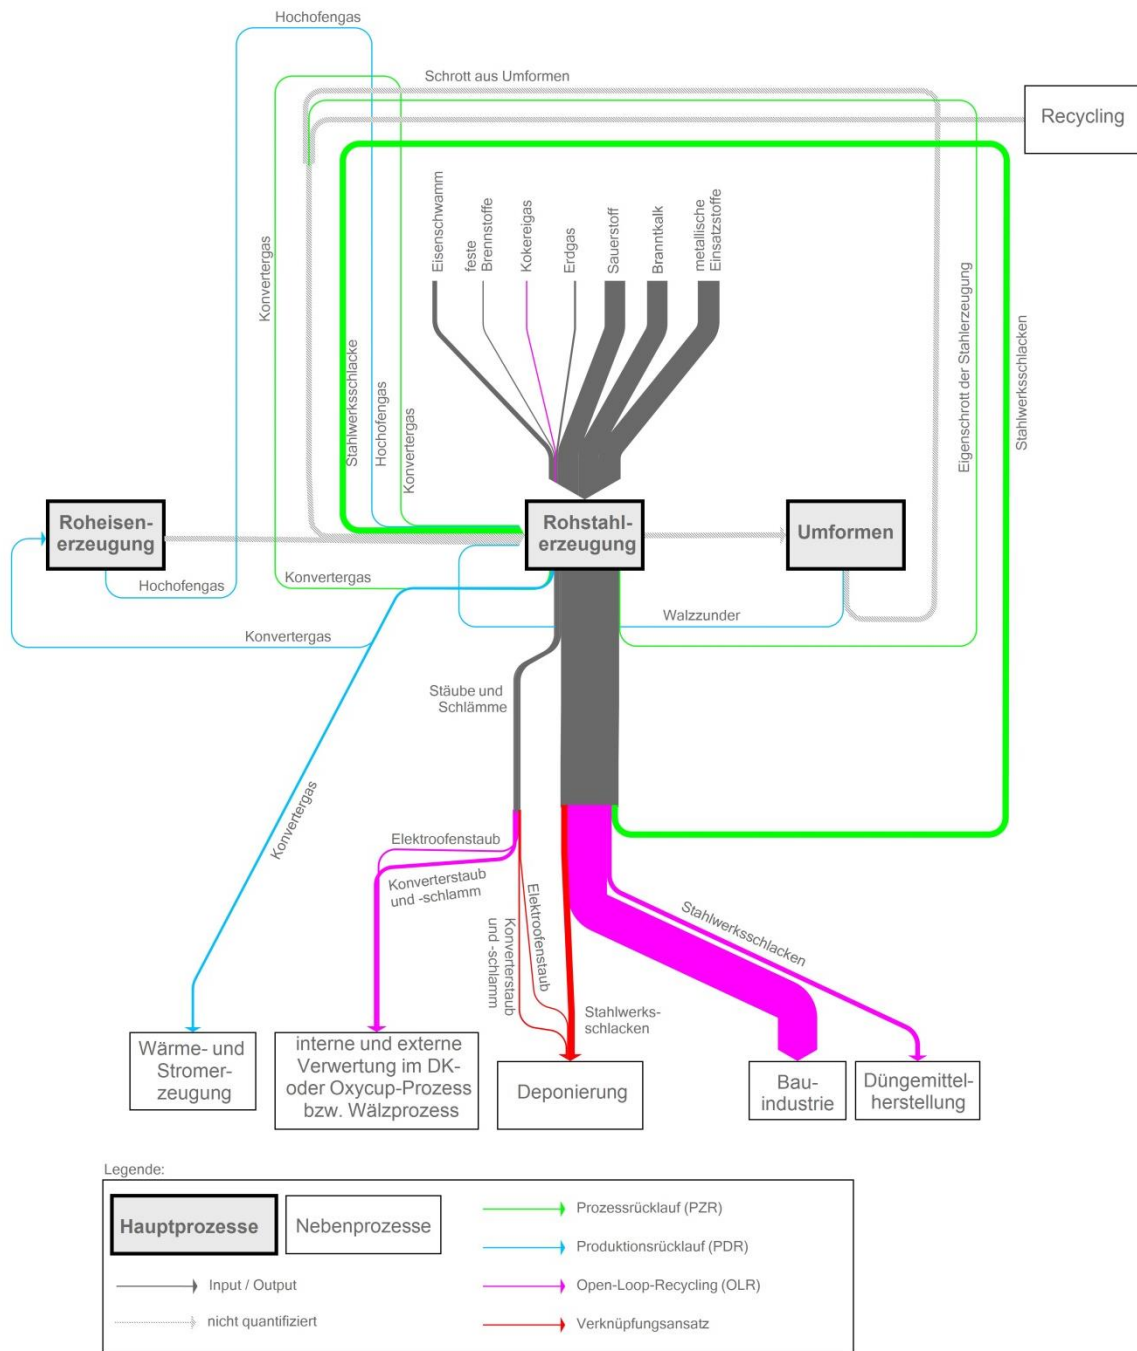 Hochofengas
Schrott aus Umformen
Recycling
Konvertergas
Eisenschwamm
feste
Brennstoffe
Kokereigas
Erdgas
Sauerstoff
Branntkalk
metallische
Einsatzstoffe
Stahlwerksschlacke
Hochofengas
Konvertergas
Eigenschrott der Stahlerzeugung
Stahlwerksschlacken
Roheisen-
erzeugung
Rohstahl-
erzeugung
Umformen
Hochofengas
Konvertergas
Konvertergas
Walzzunder
Stäube und
Schlämme
Konvertergas
Elektroofenstaub
Konverterstaub
und -schlamm
Elektroofenstaub
Konverterstaub
und -schlamm
Stahlwerks-
schlacken
Stahlwerksschlacken
Wärme- und
Stromer-
zeugung
interne und externe
Verwertung im DK-
oder Oxycup-Prozess
bzw. Wälzprozess
Deponierung
Bau-
industrie
Düngemittel-
herstellung
Legende:
Hauptprozesse
Nebenprozesse
Input / Output
nicht quantifiziert
Prozessrücklauf (PZR)
Produktionsrücklauf (PDR)
Open-Loop-Recycling (OLR)
Verknüpfungsansatz